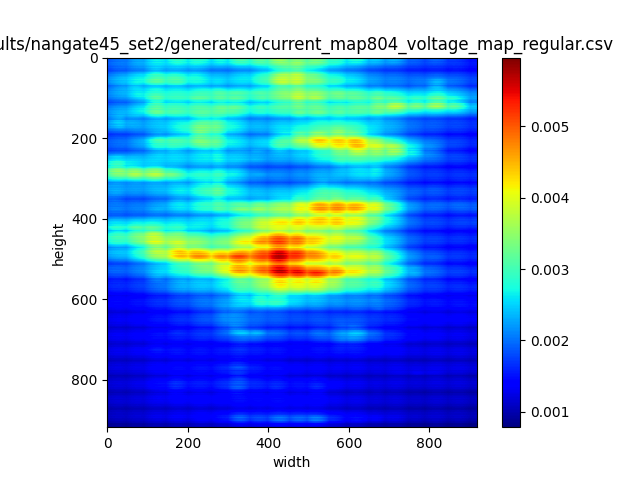 ults/nangate45_set2/generated/current_map804_voltage_map_regular.csv
0
200
400
600
800
height
0 200 400 600 800
width
0.005
0.004
0.003
0.002
0.001